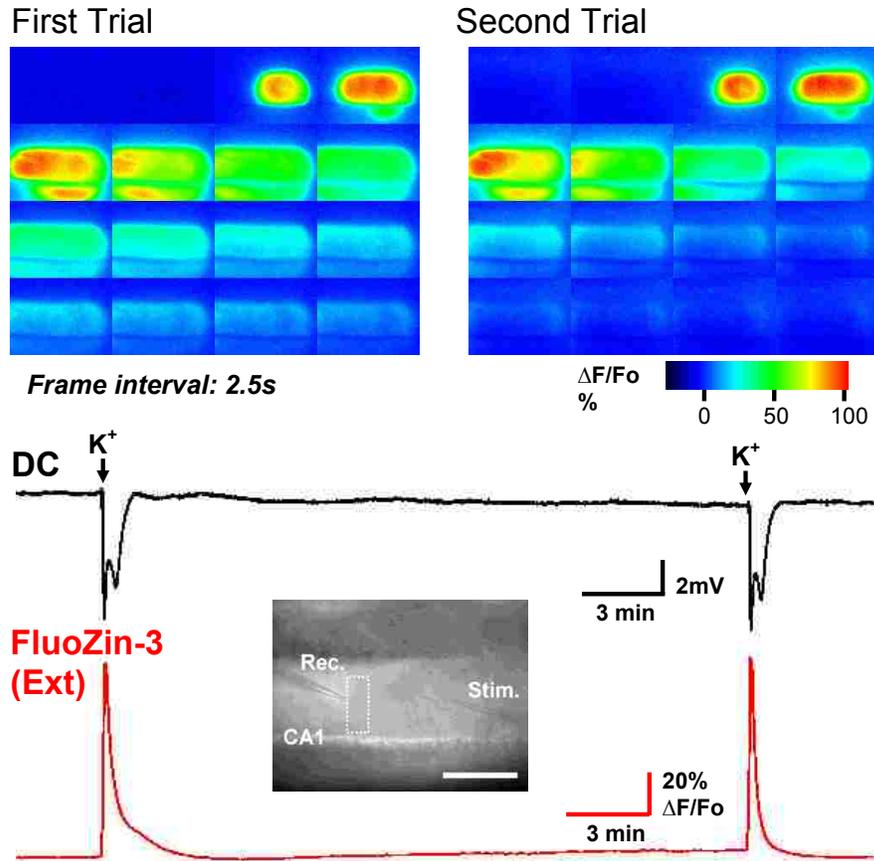 First Trial
Second Trial
Frame interval: 2.5s
ΔF/Fo
%
0 50 100
DC
K+
K+
2mV
3 min
FluoZin-3
(Ext)
Rec.
Stim.
CA1
20%
ΔF/Fo
3 min